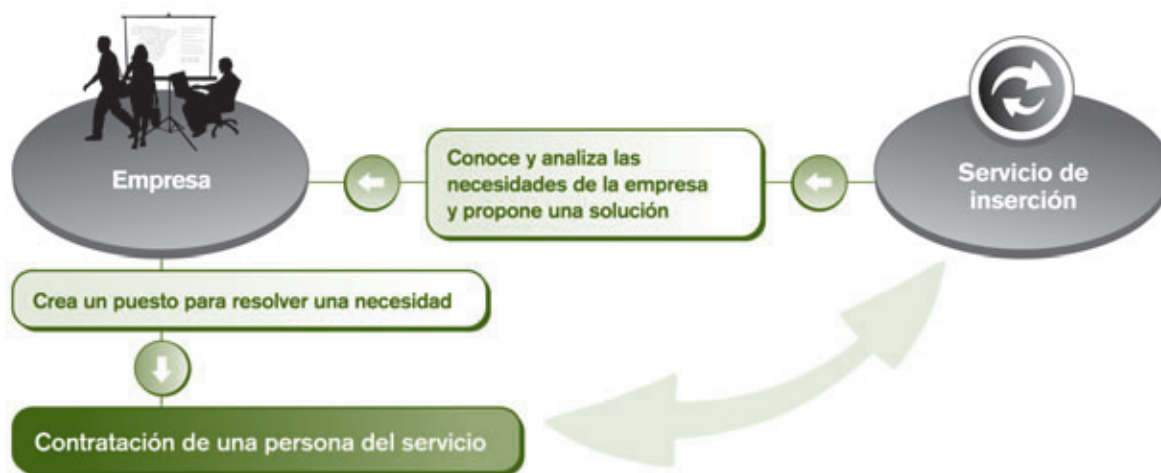 Empresa
Conoce y analiza las
necesidades de la empresa
y propone una solución
Servicio de
inserción
Crea un puesto para resolver una necesidad
Contratación de una persona del servicio